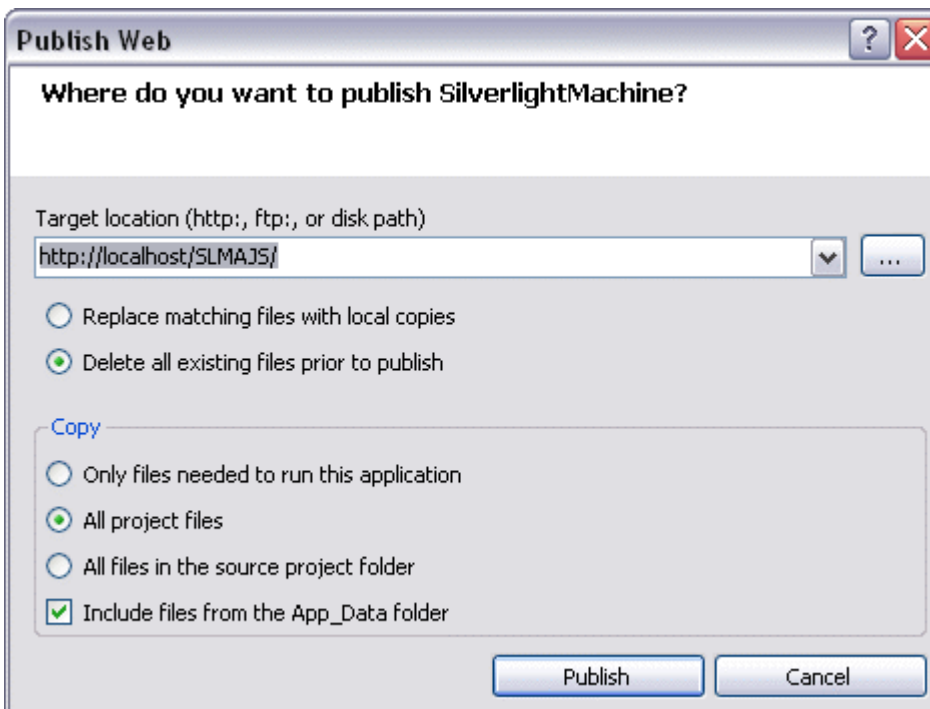 Publish Web
Where do you want to publish SilverlightMachine?
Target location (http:, ftp:, or disk path)
http://localhost/SLMAJS/
...
Replace matching files with local copies
Delete all existing files prior to publish
Copy
Only files needed to run this application
All project files
All files in the source project folder
Include files from the App_Data folder
Publish Cancel